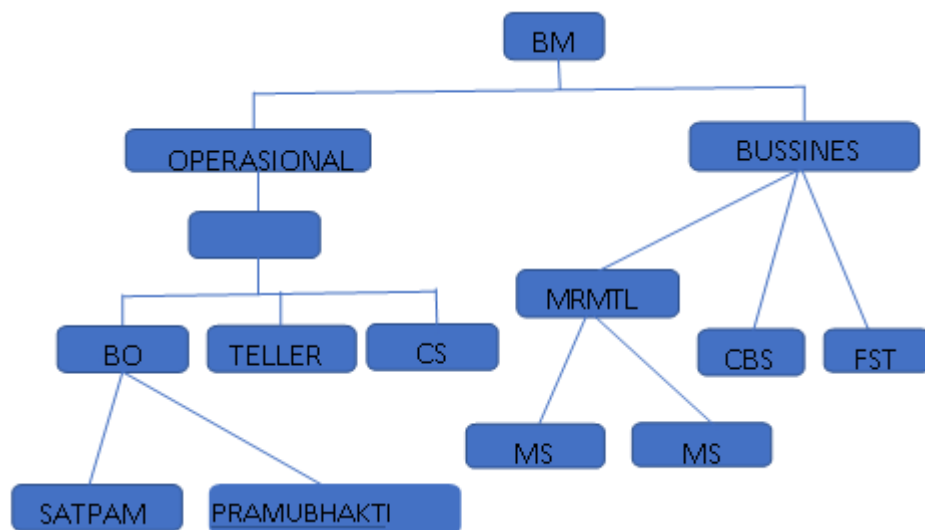 BM
OPERASIONAL
BUSSINES
MRMTL
BO
TELLER
CS
CBS
FST
MS
MS
SATPAM
PRAMUBHAKTI